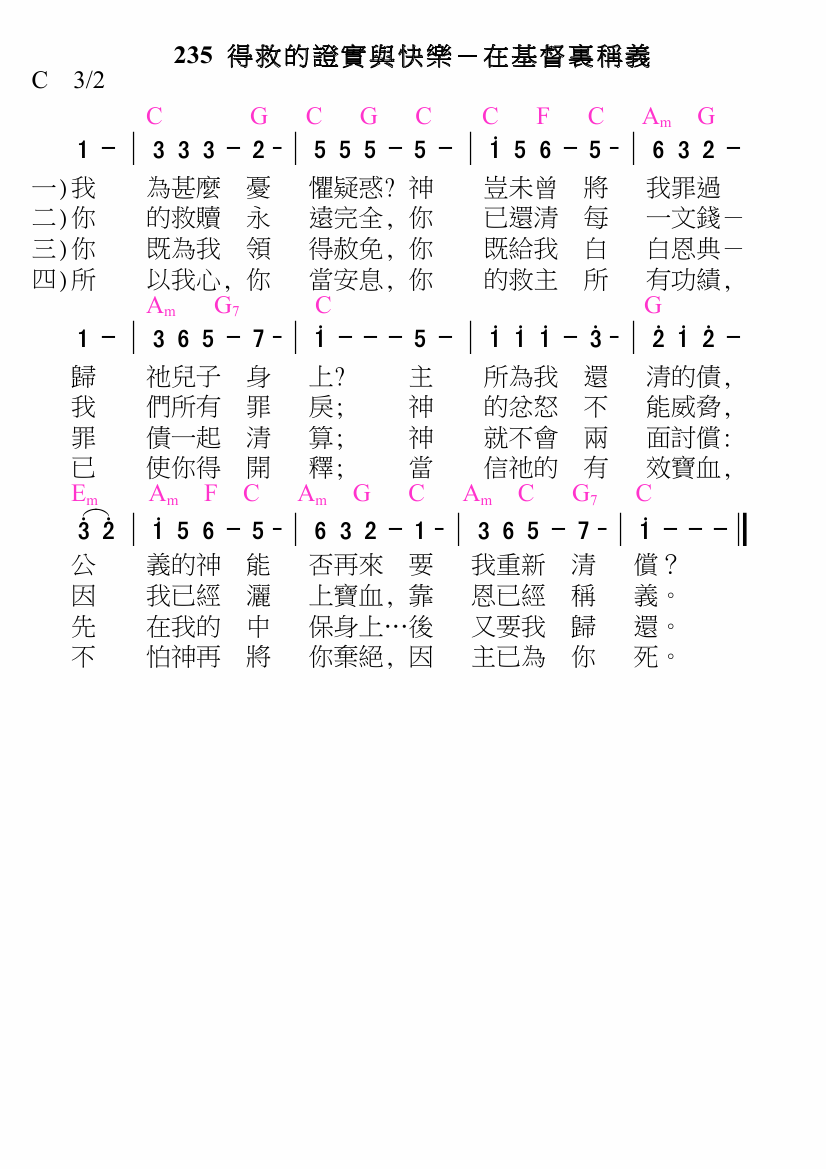 235 得救的證實與快樂－在基督裏稱義
C 3/2
C G C G C C F C Am G
1 － | 3 3 3 － 2 - | 5 5 5 － 5 － | i 5 6 － 5 - | 6 3 2 －
一)我 為甚麼 憂 懼疑惑? 神 豈未曾 將 我罪過
二)你 的救贖 永 遠完全, 你 已還清 每 一文錢－
三)你 既為我 領 得赦免, 你 既給我 白 白恩典－
四)所 以我心, 你 當安息, 你 的救主 所 有功績,
Am G7 C G
1 － | 3 6 5 － 7 - | i － － － 5 － | i i i － 3̇ - | 2̇ i 2̇ －
歸 祂兒子 身 上? 主 所為我 還 清的債,
我 們所有 罪 戾; 神 的忿怒 不 能威脅,
罪 債一起 清 算; 神 就不會 兩 面討償:
已 使你得 開 釋; 當 信祂的 有 效寶血,
Em Am F C Am G C Am C G7 C
3̇ 2̇ | i 5 6 － 5 - | 6 3 2 － 1 - | 3 6 5 － 7 - | i － － － ‖
公 義的神 能 否再來 要 我重新 清 償？
因 我已經 灑 上寶血, 靠 恩已經 稱 義。
先 在我的 中 保身上…後 又要我 歸 還。
不 怕神再 將 你棄絕, 因 主已為 你 死。